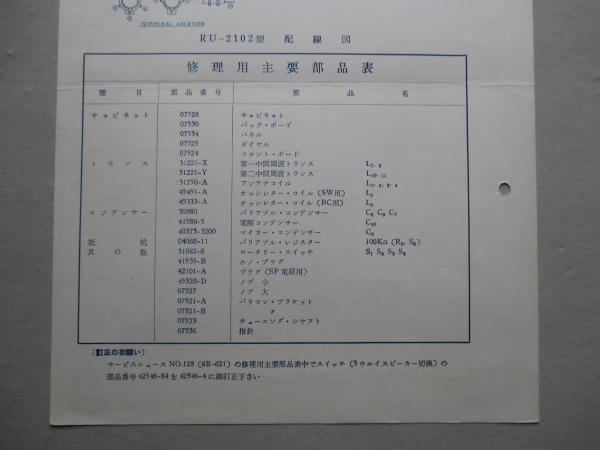 TERMINAL LOCATION
RU-2102型 配線図
修理用主要部品表
種目 部品番号 部品名
キャビネット 07528 キャビネット
07530 バック・ボード
07534 パネル
07525 ダイヤル
07524 フロント・ボード
トランス 31221-X 第一中間周波トランス
31221-Y 第二中間周波トランス
31250-A アンテナコイル
45451-A オッシレター・コイル (SW用)
45333-A オッシレター・コイル (BC用)
コンデンサー 30980 バリアブル・コンデンサー C₅ C₆ C₇
41580-5 電解コンデンサー
40373-3200 マイカー・コンデンサー
抵抗 04068-11 バリアブル・レジスター 100KΩ (R₉, S₆)
其の他 31082-8 ロータリー・スイッチ S₁ S₂ S₃ S₄
41535-B ホノ・プラグ
42101-A プラグ (SP電源用)
45320-D ノブ 小
07527 ノブ 大
07521-A バリコン・ブラケット
07521-B 〃
07523 チューニング・シャフト
07536 指針
〔訂正の御願い〕
サービスニュース NO.128 (6R-621) の修理用主要部品表中でスイッチ (3ウエイスピーカー切換) の
部品番号 42546-84 を 42546-4 に御訂正下さい